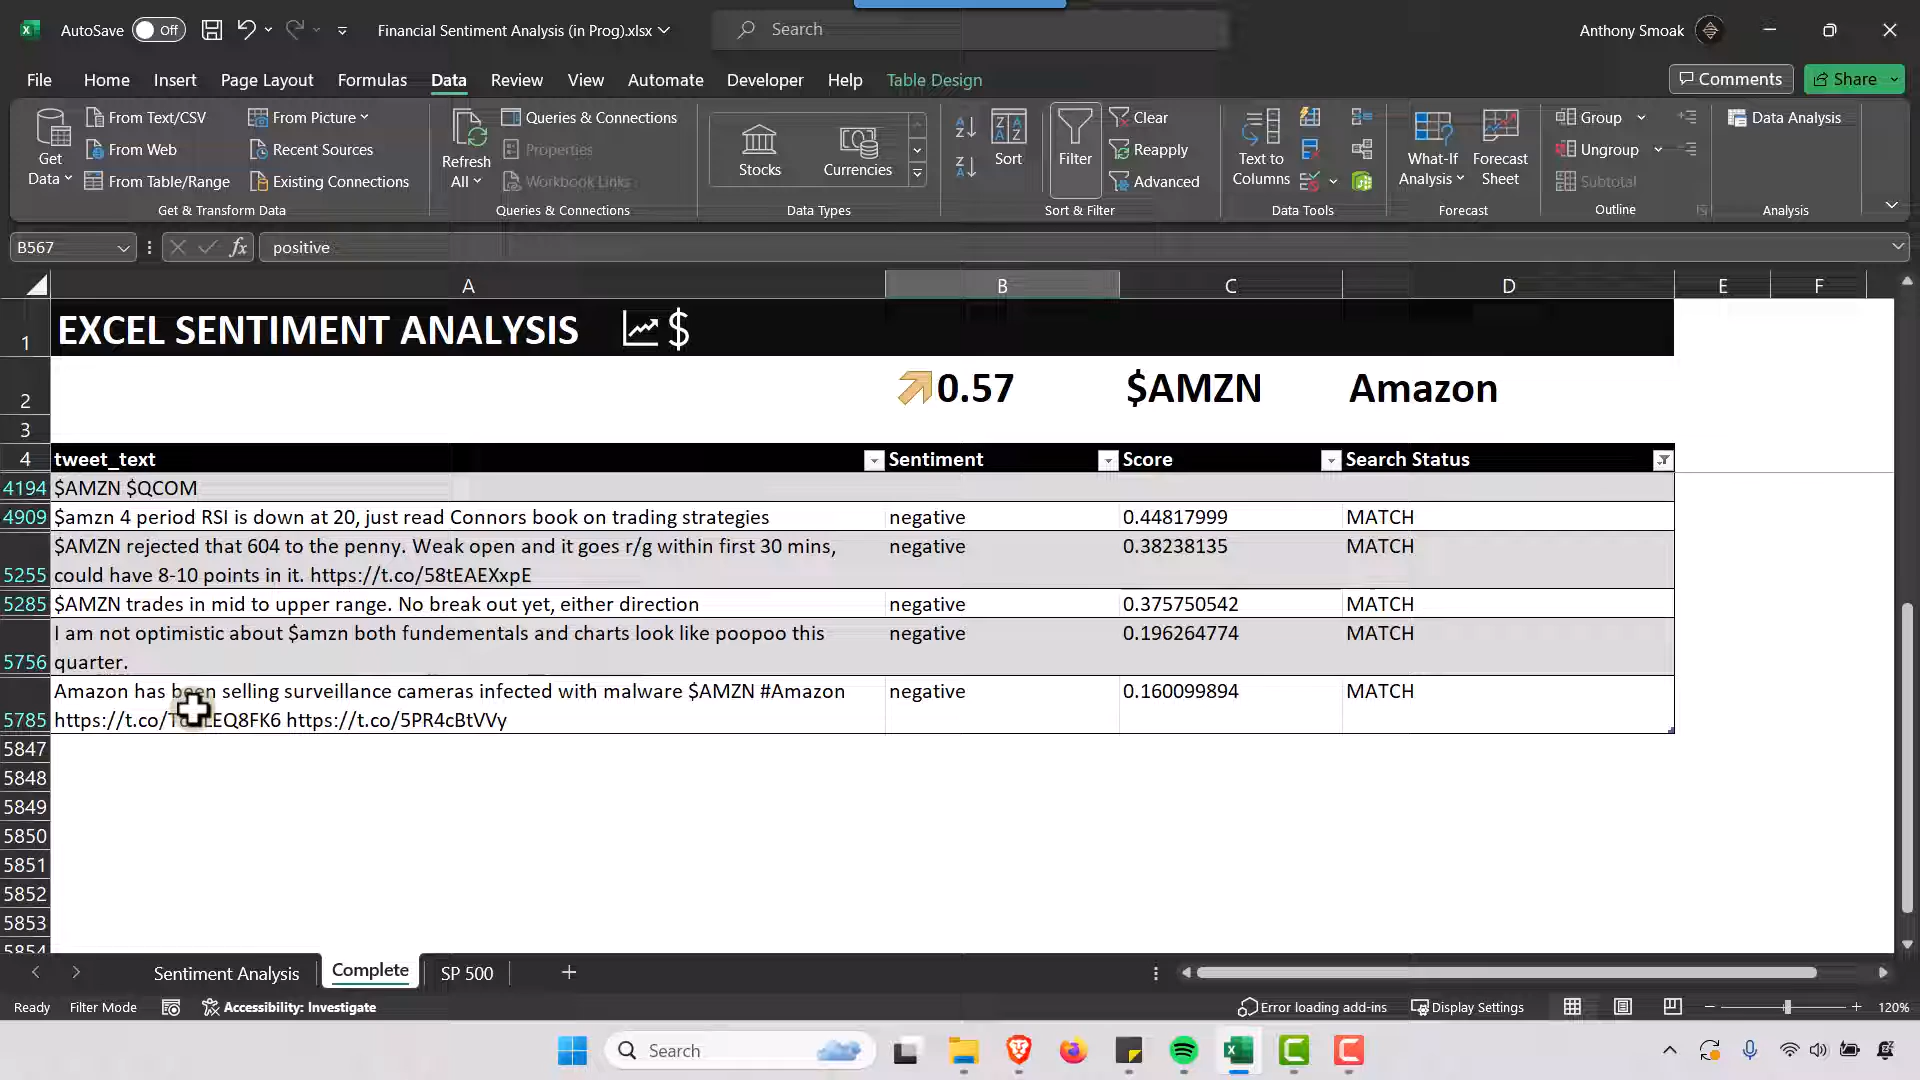 AutoSave Off Financial Sentiment Analysis (in Prog).xlsx Search Anthony Smoak
File Home Insert Page Layout Formulas Data Review View Automate Developer Help Table Design Comments Share
Get Data From Text/CSV From Picture
From Web Recent Sources
From Table/Range Existing Connections
Get & Transform Data
Refresh All Queries & Connections
Properties
Workbook Links
Queries & Connections
Stocks Currencies
Data Types
Sort Filter Clear
Reapply
Advanced
Sort & Filter
Text to Columns
Data Tools
What-If Analysis Forecast Sheet
Forecast
Group
Ungroup
Subtotal
Outline
Data Analysis
Analysis
B567 fx positive
A B C D E F
1 EXCEL SENTIMENT ANALYSIS $
2 0.57 $AMZN Amazon
3
4 tweet_text Sentiment Score Search Status
4194 $AMZN $QCOM
4909 $amzn 4 period RSI is down at 20, just read Connors book on trading strategies negative 0.44817999 MATCH
$AMZN rejected that 604 to the penny. Weak open and it goes r/g within first 30 mins, negative 0.38238135 MATCH
5255 could have 8-10 points in it. https://t.co/58tEAEXxpE
5285 $AMZN trades in mid to upper range. No break out yet, either direction negative 0.375750542 MATCH
I am not optimistic about $amzn both fundementals and charts look like poopoo this negative 0.196264774 MATCH
5756 quarter.
Amazon has been selling surveillance cameras infected with malware $AMZN #Amazon negative 0.160099894 MATCH
5785 https://t.co/5PR4cBtVVy
5847
5848
5849
5850
5851
5852
5853
5854
Sentiment Analysis Complete SP 500
Ready Filter Mode Accessibility: Investigate Error loading add-ins Display Settings 120%
Search